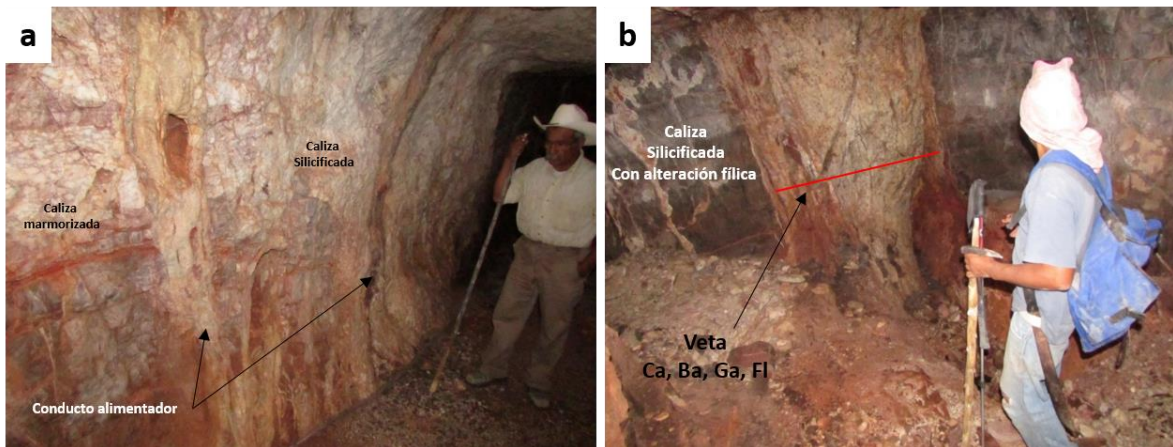 a
Caliza
Silicificada
Caliza
marmorizada
Conducto alimentador
b
Caliza
Silicificada
Con alteración fílica
Veta
Ca, Ba, Ga, Fl